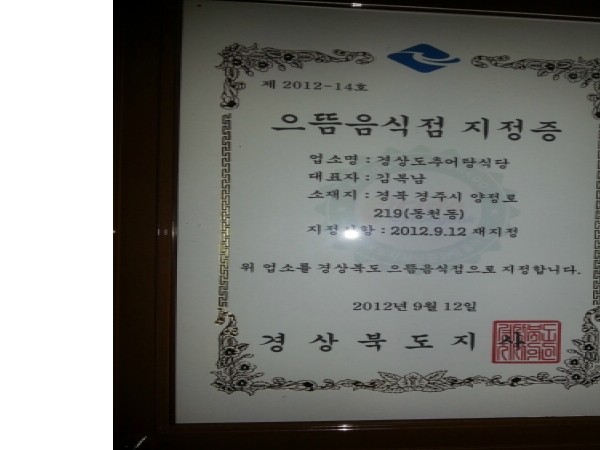 제 2012-14호
으뜸음식점 지정증
업소명 : 경상도추어탕식당
대표자 : 김복남
소재지 : 경북 경주시 양정로
219(동천동)
지정사항 : 2012.9.12 재지정
위 업소를 경상북도 으뜸음식점으로 지정합니다.
2012년 9월 12일
경상북도지사